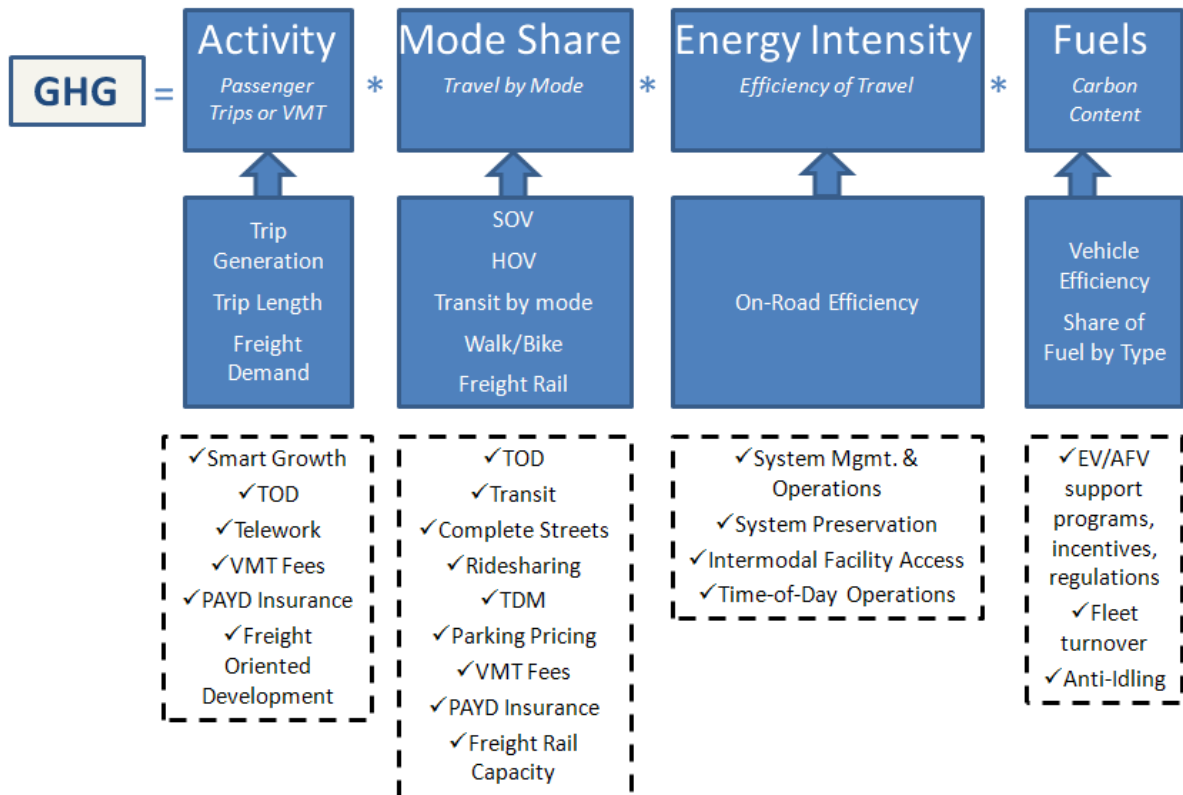 GHG
=
Activity
Passenger
Trips or VMT
*
Mode Share
Travel by Mode
*
Energy Intensity
Efficiency of Travel
*
Fuels
Carbon
Content
Trip
Generation
Trip Length
Freight
Demand
SOV
HOV
Transit by mode
Walk/Bike
Freight Rail
On-Road Efficiency
Vehicle
Efficiency
Share of
Fuel by Type
✓Smart Growth
✓TOD
✓Telework
✓VMT Fees
✓PAYD Insurance
✓Freight
Oriented
Development
✓TOD
✓Transit
✓Complete Streets
✓Ridesharing
✓TDM
✓Parking Pricing
✓VMT Fees
✓PAYD Insurance
✓Freight Rail
Capacity
✓System Mgmt. &
Operations
✓System Preservation
✓Intermodal Facility Access
✓Time-of-Day Operations
✓EV/AFV
support
programs,
incentives,
regulations
✓Fleet
turnover
✓Anti-Idling